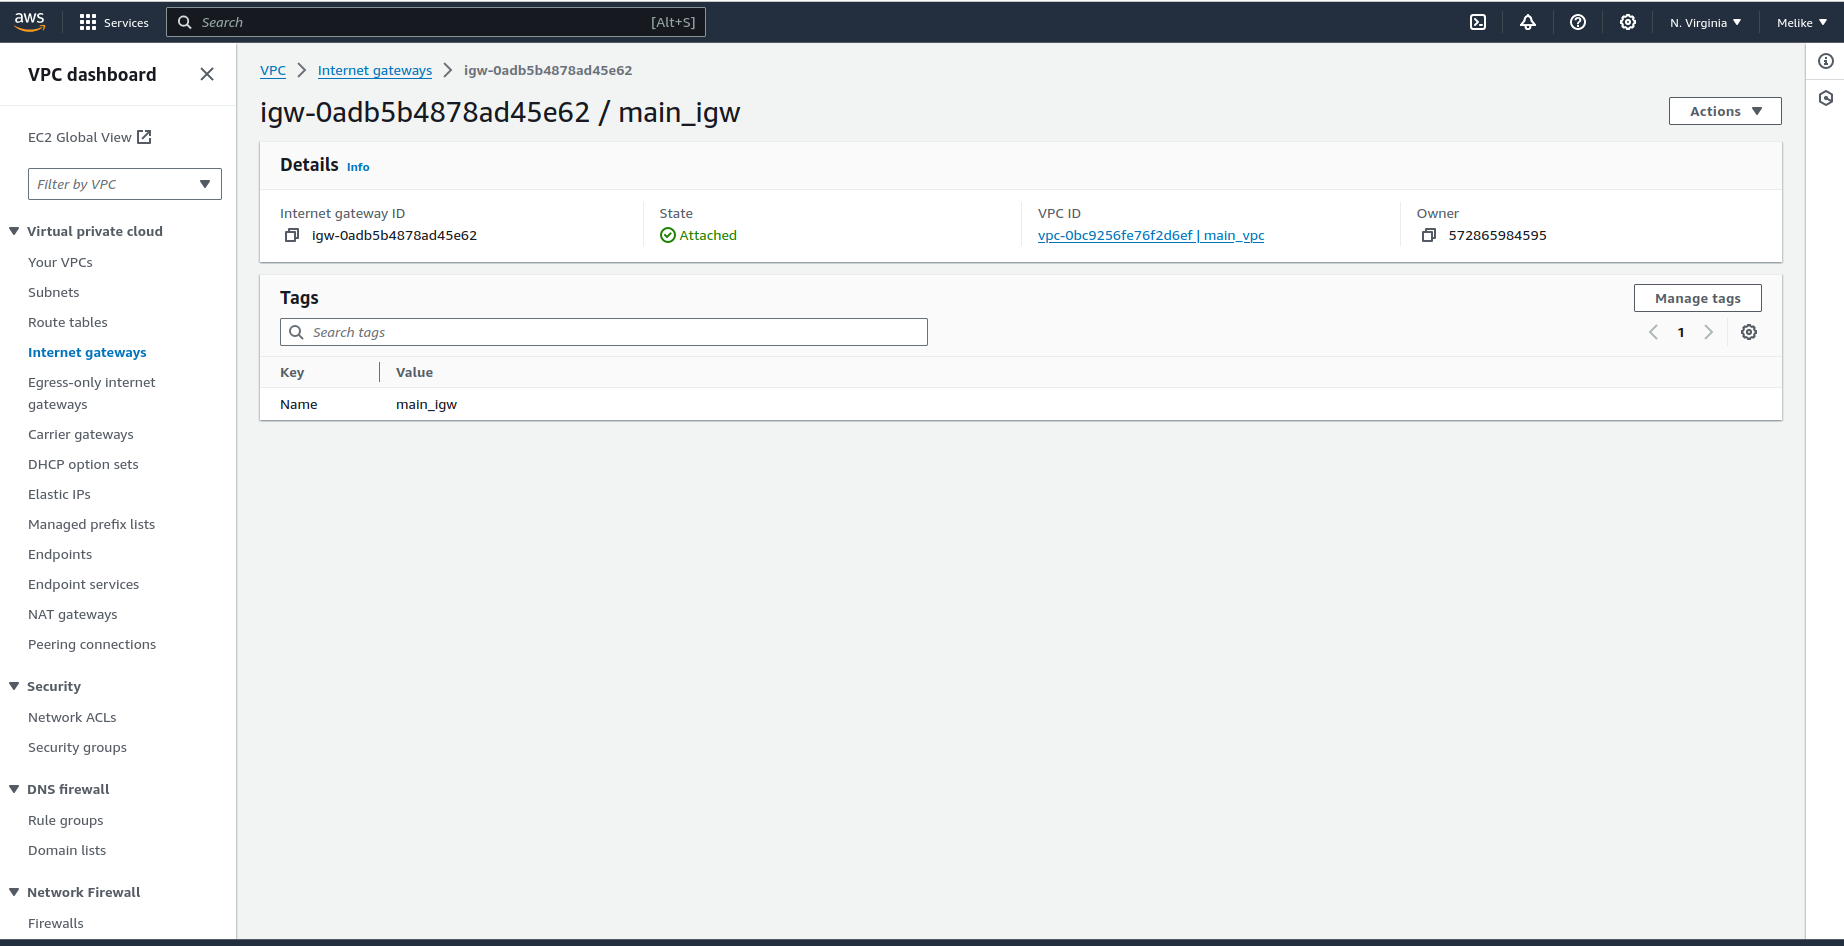 aws
Services
Search [Alt+S]
N. Virginia
Melike
VPC dashboard
EC2 Global View
Filter by VPC
Virtual private cloud
Your VPCs
Subnets
Route tables
Internet gateways
Egress-only internet
gateways
Carrier gateways
DHCP option sets
Elastic IPs
Managed prefix lists
Endpoints
Endpoint services
NAT gateways
Peering connections
Security
Network ACLs
Security groups
DNS firewall
Rule groups
Domain lists
Network Firewall
Firewalls
VPC Internet gateways igw-0adb5b4878ad45e62
igw-0adb5b4878ad45e62 / main_igw
Actions
Details Info
Internet gateway ID
igw-0adb5b4878ad45e62
State
Attached
VPC ID
vpc-0bc9256fe76f2d6ef | main_vpc
Owner
572865984595
Tags
Manage tags
Search tags
1
Key Value
Name main_igw